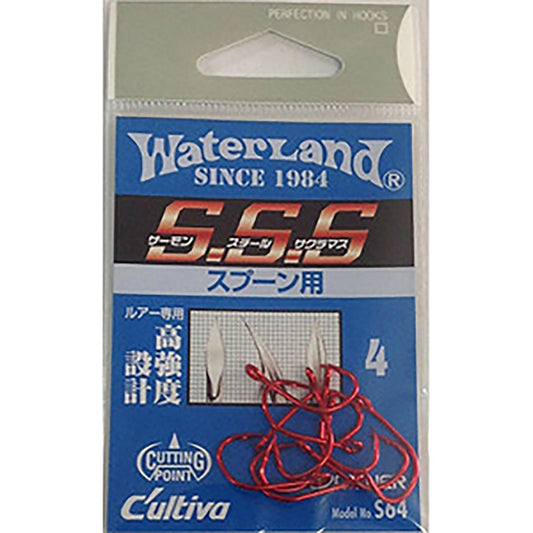 PERFECTION IN HOOKS
WaterLand®
SINCE 1984
S.S.S
サーモン スチール サクラマス
スプーン用
ルアー専用
高強度
設計
4
CUTTING
POINT
C'ultiva
OWNER
Model No. S64